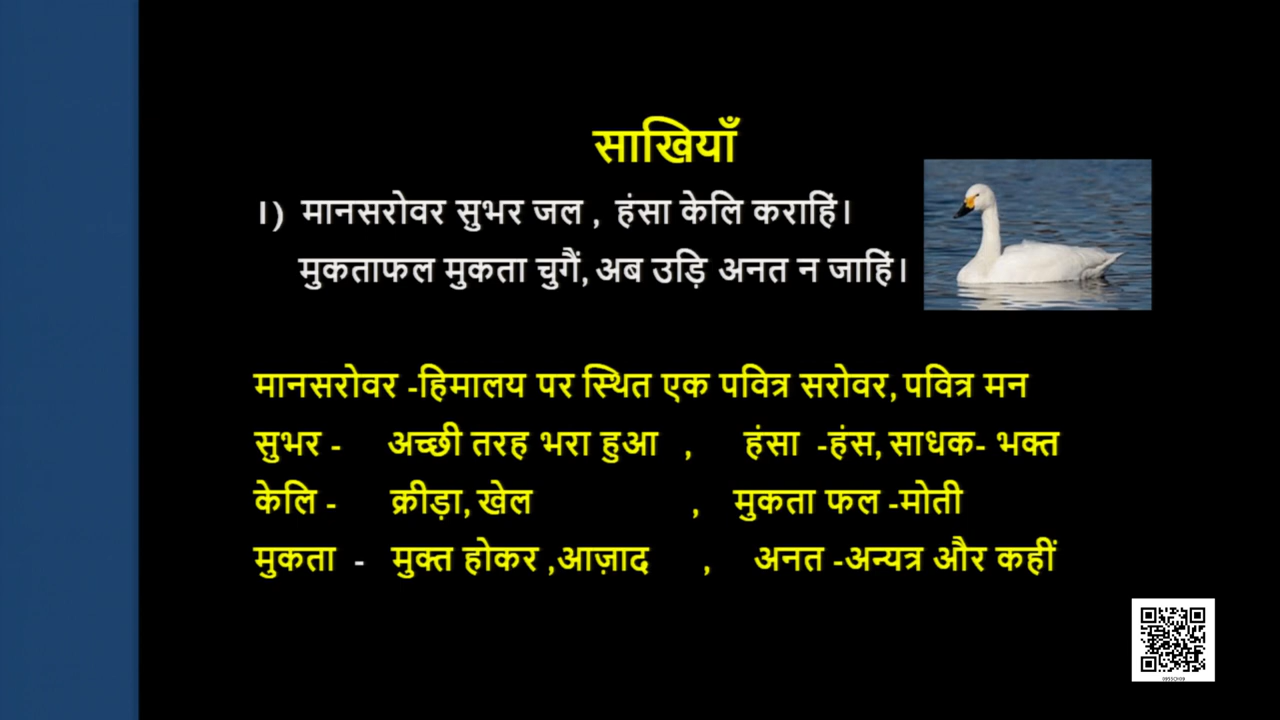 साखियाँ
1) मानसरोवर सुभर जल , हंसा केलि कराहिं।
मुकताफल मुकता चुगैं, अब उड़ि अनत न जाहिं।
मानसरोवर -हिमालय पर स्थित एक पवित्र सरोवर, पवित्र मन
सुभर - अच्छी तरह भरा हुआ , हंसा -हंस, साधक- भक्त
केलि - क्रीड़ा, खेल , मुकता फल -मोती
मुकता - मुक्त होकर ,आज़ाद , अनत -अन्यत्र और कहीं